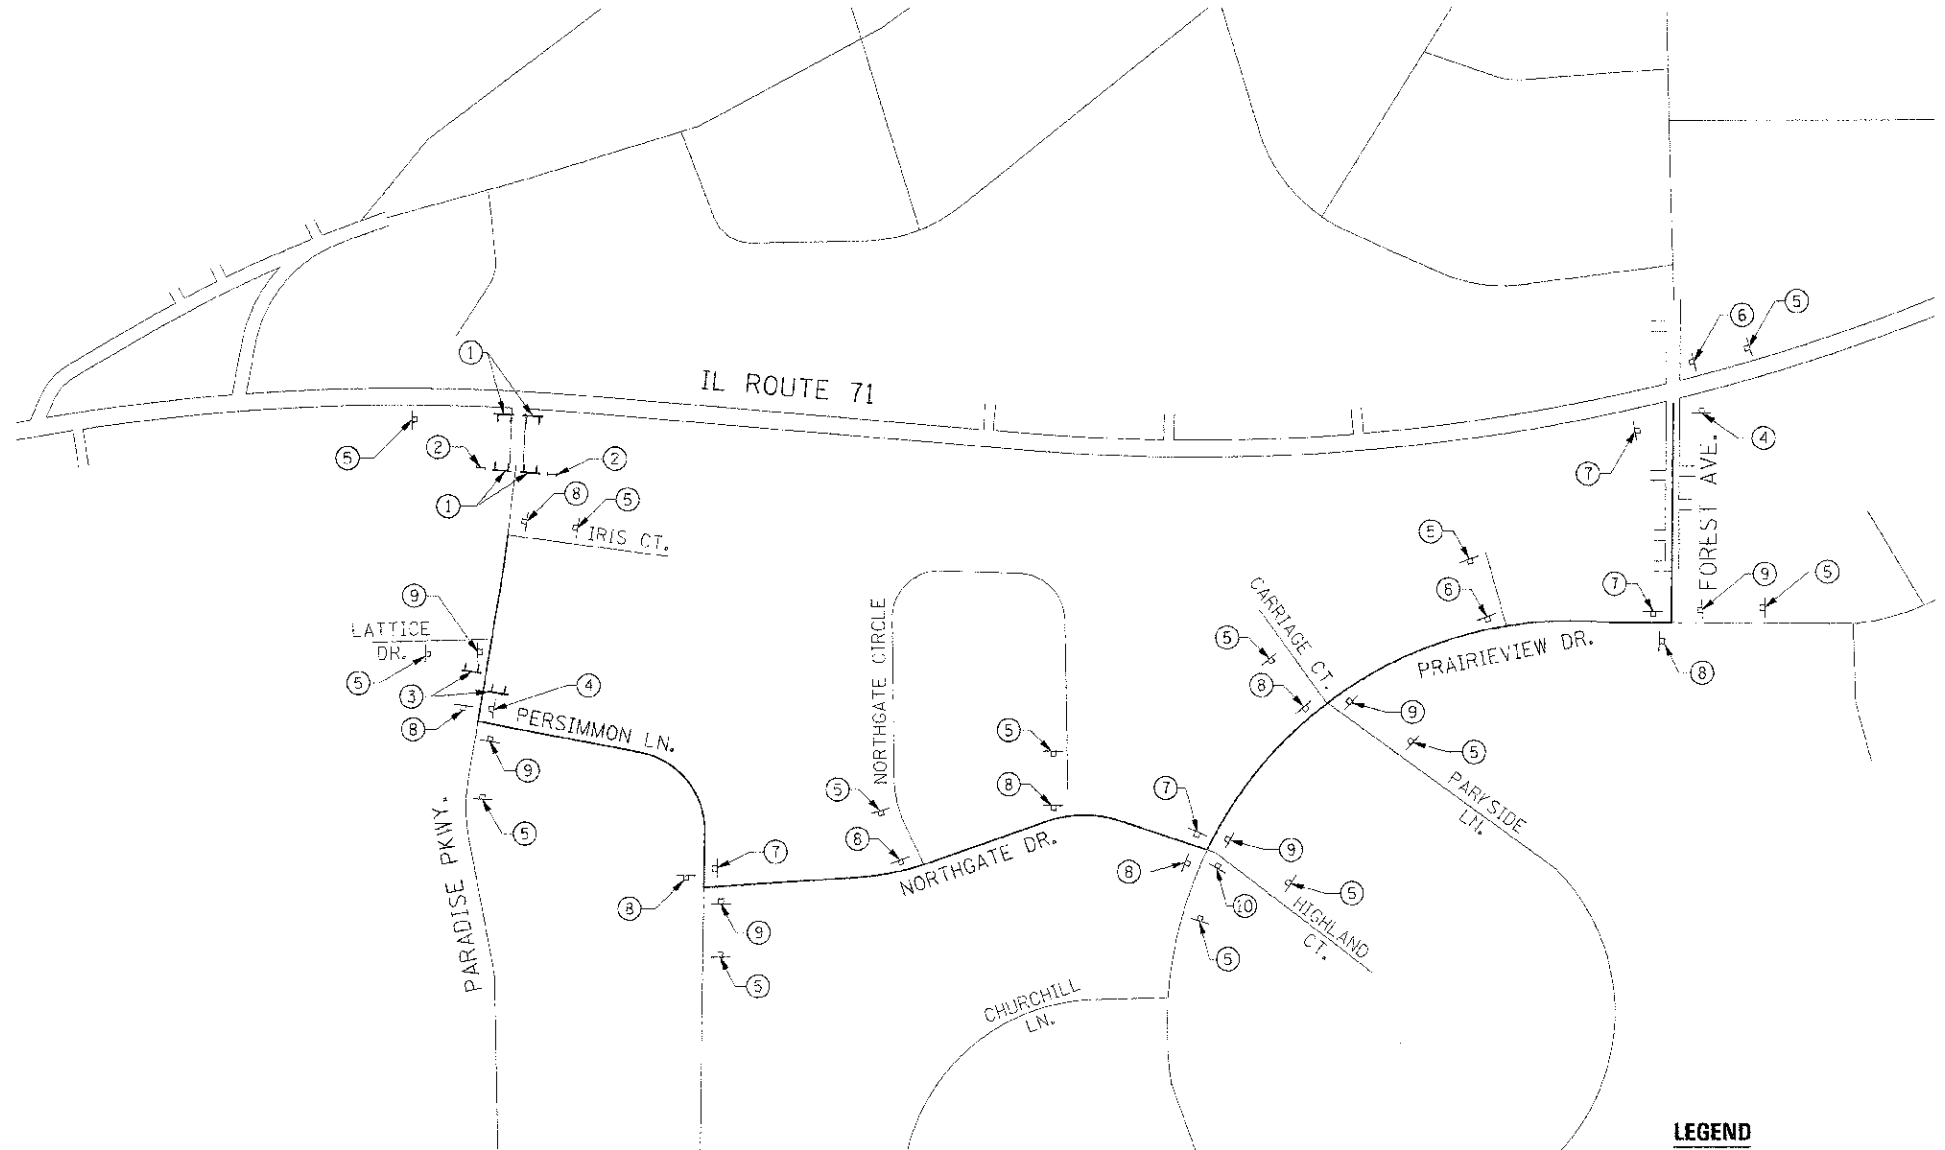 6
5
1
IL ROUTE 71
5
4
2
2
5
7
1
8
5
IRIS CT.
FOREST AVE.
5
9
7
9
5
6
CARRIAGE CT.
LATTICE
DR.
NORTHGATE CIRCLE
5
PRAIRIEVIEW DR.
8
5
3
4
8
8
9
PERSIMMON LN.
5
5
9
5
PARKSIDE
LN.
8
7
5
PARADISE PKWY.
8
7
9
NORTHGATE DR.
8
5
8
10
HIGHLAND
CT.
9
5
5
CHURCHILL
LN.
LEGEND